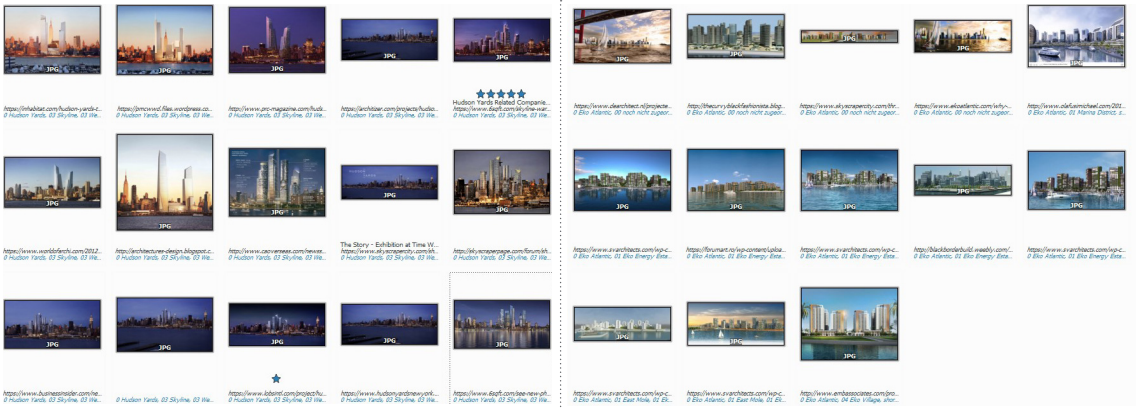 JPG JPG JPG JPG JPG JPG JPG JPG JPG JPG
Hudson Yards Related Companie...
https://inhabitat.com/hudson-yards-t... https://pmcwwd.files.wordpress.co... https://www.prc-magazine.com/huds... https://architizer.com/projects/hudso... https://www.6sqft.com/skyline-war... https://www.dearchitect.nl/projecte... http://thecurvyblackfashionista.blog... https://www.skyscrapercity.com/thr... https://www.ekoatlantic.com/why-... http://www.olafusimichael.com/201...
0 Hudson Yards, 03 Skyline, 03 We... 0 Hudson Yards, 03 Skyline, 03 We... 0 Hudson Yards, 03 Skyline, 03 We... 0 Hudson Yards, 03 Skyline, 03 We... 0 Hudson Yards, 03 Skyline, 03 We... 0 Eko Atlantic, 00 noch nicht zugeor... 0 Eko Atlantic, 00 noch nicht zugeor... 0 Eko Atlantic, 00 noch nicht zugeor... 0 Eko Atlantic, 00 noch nicht zugeor... 0 Eko Atlantic, 01 Marina District, s...
JPG JPG JPG JPG JPG JPG JPG JPG JPG JPG
The Story - Exhibition at Time W...
https://www.worldofarchi.com/2012... http://architectures-design.blogspot.c... http://www.caoverseas.com/newss... https://www.skyscrapercity.com/sh... http://skyscraperpage.com/forum/sh... https://www.svarchitects.com/wp-c... https://forumart.ro/wp-content/uploa... https://www.svarchitects.com/wp-c... http://blackborderbuild.weebly.com/... https://www.svarchitects.com/wp-c...
0 Hudson Yards, 03 Skyline, 03 We... 0 Hudson Yards, 03 Skyline, 03 We... 0 Hudson Yards, 03 Skyline, 03 We... 0 Hudson Yards, 03 Skyline, 03 We... 0 Hudson Yards, 03 Skyline, 03 We... 0 Eko Atlantic, 01 Eko Energy Esta... 0 Eko Atlantic, 01 Eko Energy Esta... 0 Eko Atlantic, 01 Eko Energy Esta... 0 Eko Atlantic, 01 Eko Energy Esta... 0 Eko Atlantic, 01 Eko Energy Esta...
JPG JPG JPG JPG JPG JPG JPG JPG
https://www.businessinsider.com/ne... https://www.lobsintl.com/project/hu... https://www.hudsonyardsnewyork.... https://www.6sqft.com/see-new-ph... https://www.svarchitects.com/wp-c... https://www.svarchitects.com/wp-c... http://www.embassociates.com/pro...
0 Hudson Yards, 03 Skyline, 03 We... 0 Hudson Yards, 03 Skyline, 03 We... 0 Hudson Yards, 03 Skyline, 03 We... 0 Hudson Yards, 03 Skyline, 03 We... 0 Hudson Yards, 03 Skyline, 03 We... 0 Eko Atlantic, 01 East Mole, 01 Ek... 0 Eko Atlantic, 01 East Mole, 01 Ek... 0 Eko Atlantic, 04 Eko Village, shor...